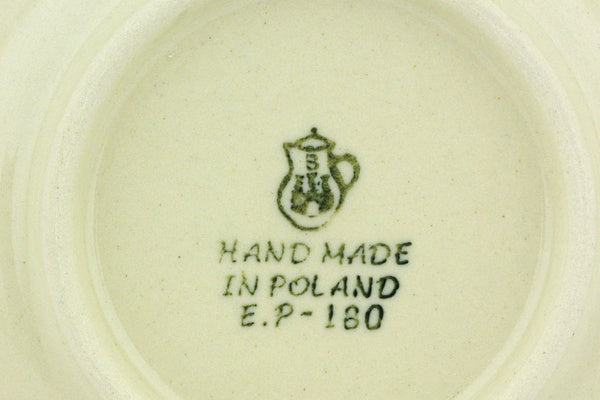 B
HAND MADE
IN POLAND
E.P-180